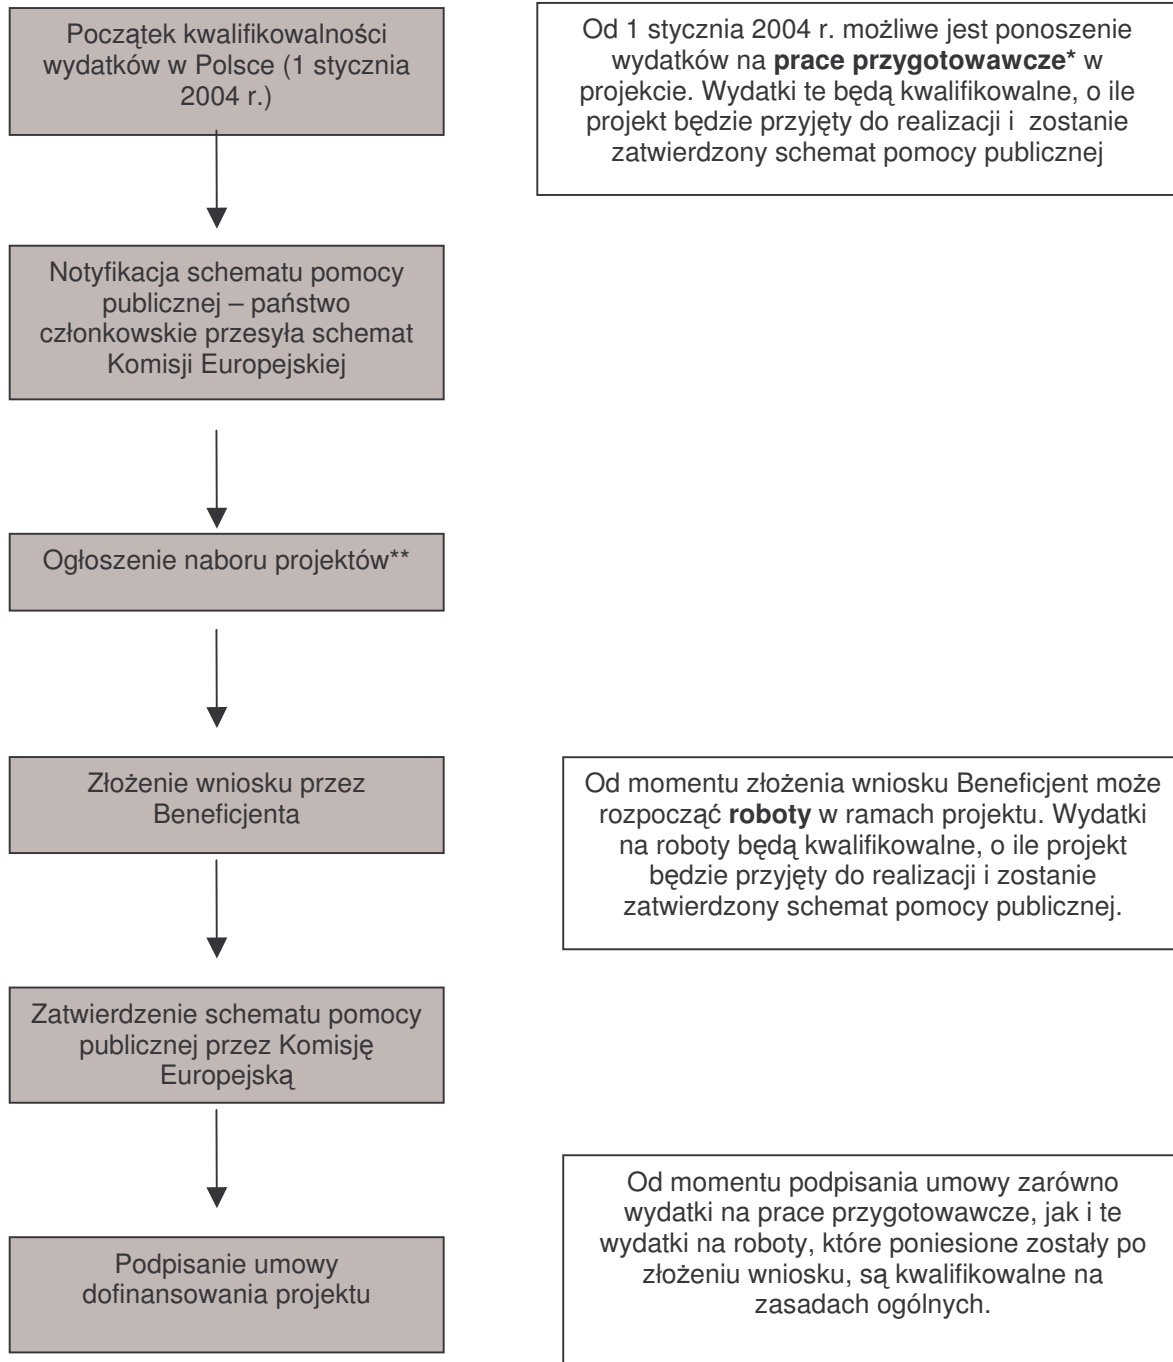 Początek kwalifikowalności
wydatków w Polsce (1 stycznia
2004 r.)
Od 1 stycznia 2004 r. możliwe jest ponoszenie
wydatków na prace przygotowawcze* w
projekcie. Wydatki te będą kwalifikowalne, o ile
projekt będzie przyjęty do realizacji i zostanie
zatwierdzony schemat pomocy publicznej
Notyfikacja schematu pomocy
publicznej – państwo
członkowskie przesyła schemat
Komisji Europejskiej
Ogłoszenie naboru projektów**
Złożenie wniosku przez
Beneficjenta
Od momentu złożenia wniosku Beneficjent może
rozpocząć roboty w ramach projektu. Wydatki
na roboty będą kwalifikowalne, o ile projekt
będzie przyjęty do realizacji i zostanie
zatwierdzony schemat pomocy publicznej.
Zatwierdzenie schematu pomocy
publicznej przez Komisję
Europejską
Od momentu podpisania umowy zarówno
wydatki na prace przygotowawcze, jak i te
wydatki na roboty, które poniesione zostały po
złożeniu wniosku, są kwalifikowalne na
zasadach ogólnych.
Podpisanie umowy
dofinansowania projektu